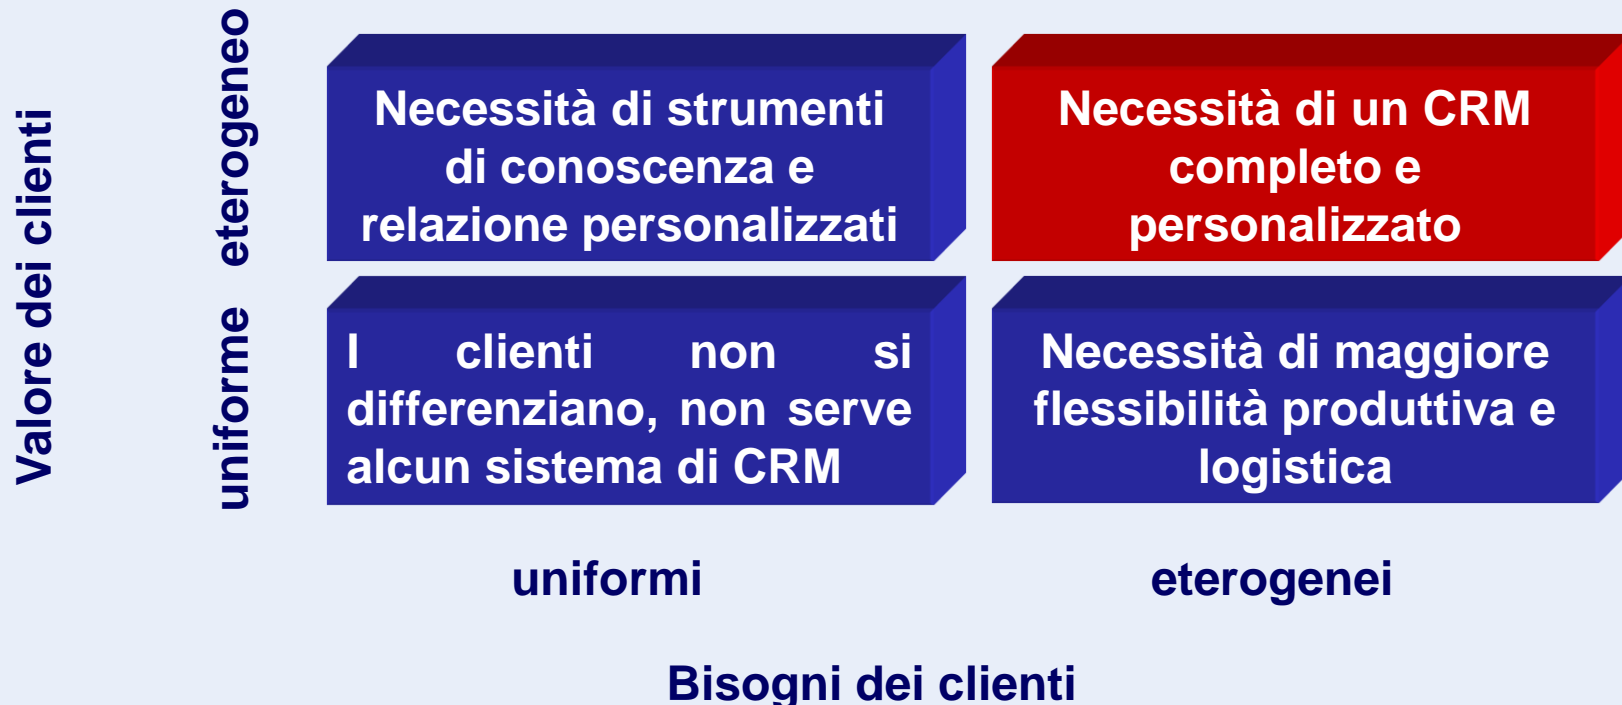 Valore dei clienti
eterogeneo
uniforme
Necessità di strumenti
di conoscenza e
relazione personalizzati
Necessità di un CRM
completo e
personalizzato
I clienti non si
differenziano, non serve
alcun sistema di CRM
Necessità di maggiore
flessibilità produttiva e
logistica
uniformi
eterogenei
Bisogni dei clienti